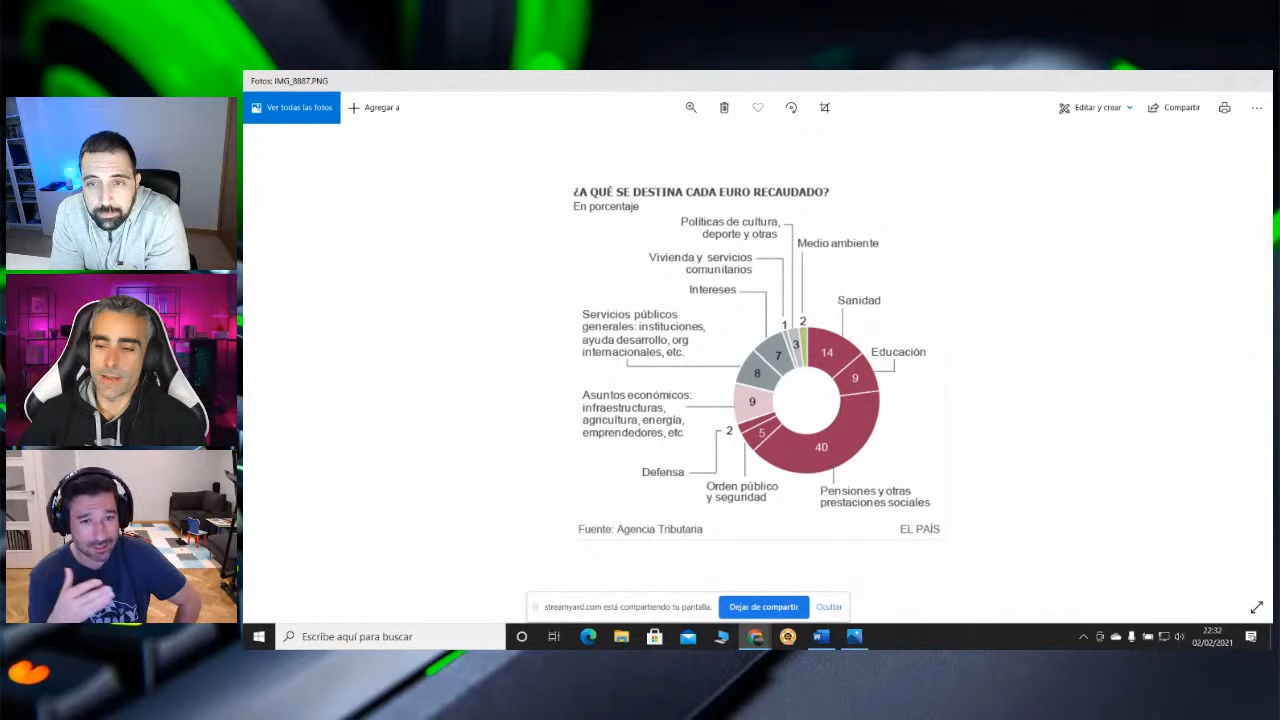 Fotos: IMG_8887.PNG
Ver todas las fotos
Agregar a
Editar y crear
Compartir
¿A QUÉ SE DESTINA CADA EURO RECAUDADO?
En porcentaje
Políticas de cultura,
deporte y otras
Medio ambiente
Vivienda y servicios
comunitarios
Intereses
Sanidad
Servicios públicos
generales: instituciones,
ayuda desarrollo, org
internacionales, etc.
1
2
3
7
14
Educación
8
9
Asuntos económicos:
infraestructuras,
agricultura, energía,
emprendedores, etc
9
2
5
40
Defensa
Orden público
y seguridad
Pensiones y otras
prestaciones sociales
Fuente: Agencia Tributaria
EL PAÍS
streamyard.com está compartiendo tu pantalla.
Dejar de compartir
Ocultar
Escribe aquí para buscar
22:32
02/02/2021